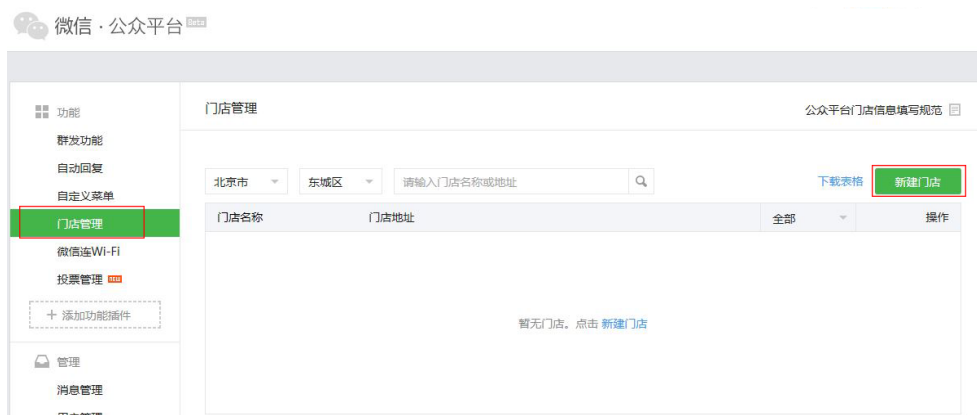 微信·公众平台 Beta
功能
群发功能
自动回复
自定义菜单
门店管理
微信连Wi-Fi
投票管理
+ 添加功能插件
管理
消息管理
门店管理
公众平台门店信息填写规范
北京市 东城区 请输入门店名称或地址 下载表格 新建门店
门店名称 门店地址 全部 操作
暂无门店。点击 新建门店